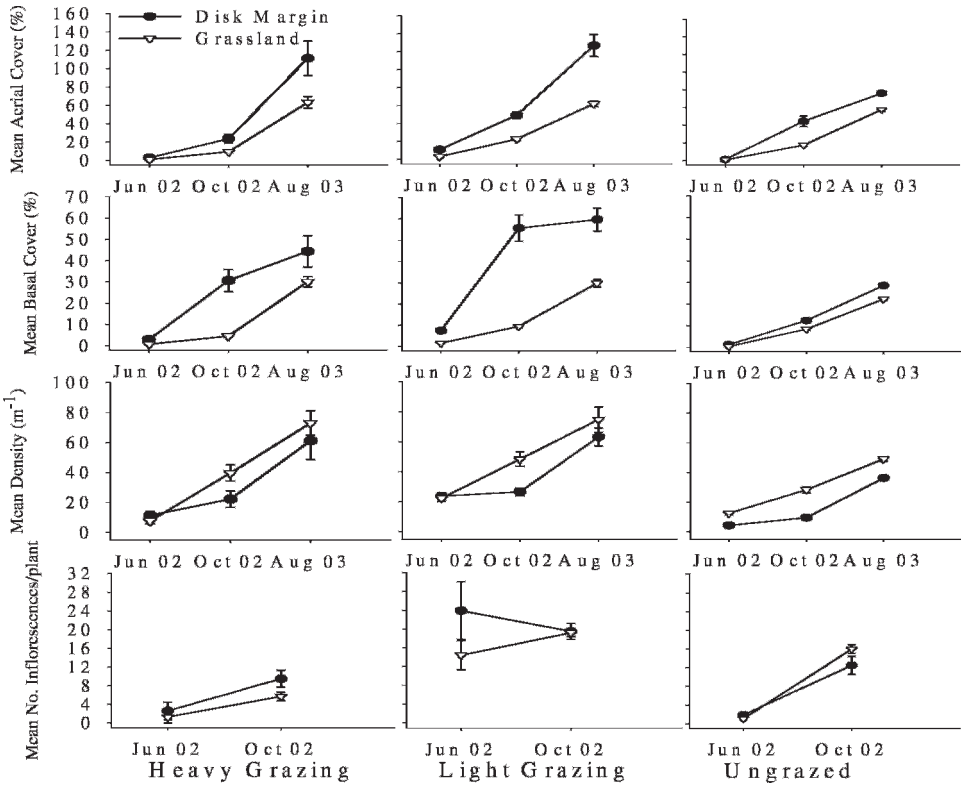 Disk Margin
Grassland
Mean Aerial Cover (%)
160
140
120
100
80
60
40
20
0
Jun 02 Oct 02 Aug 03
Jun 02 Oct 02 Aug 03
Jun 02 Oct 02 Aug 03
Mean Basal Cover (%)
70
60
50
40
30
20
10
0
Jun 02 Oct 02 Aug 03
Jun 02 Oct 02 Aug 03
Jun 02 Oct 02 Aug 03
Mean Density (m⁻¹)
100
80
60
40
20
0
Jun 02 Oct 02 Aug 03
Jun 02 Oct 02 Aug 03
Jun 02 Oct 02 Aug 03
Mean No. Inflorescences/plant
32
28
24
20
16
12
8
4
0
Jun 02 Oct 02
Jun 02 Oct 02
Jun 02 Oct 02
Heavy Grazing
Light Grazing
Ungrazed